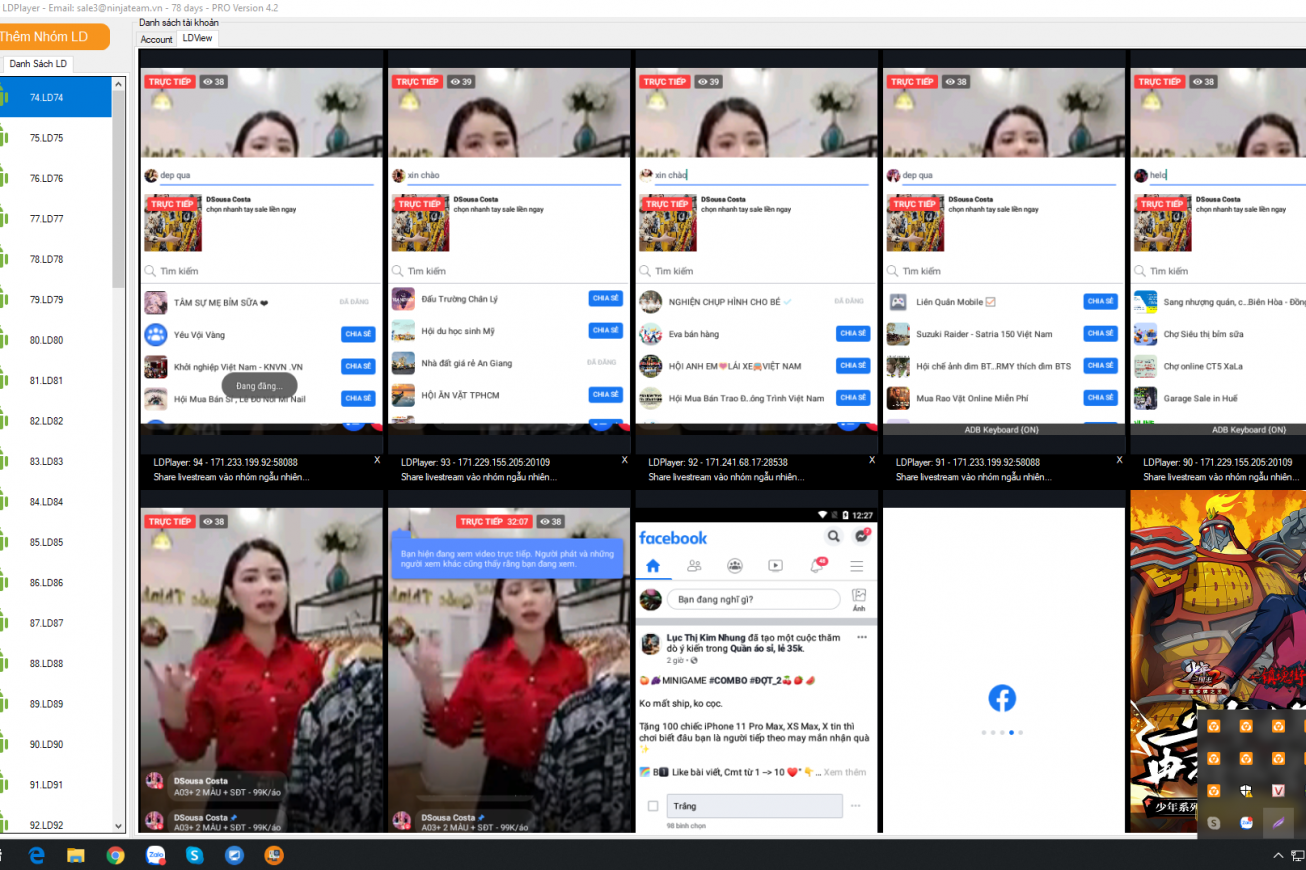 LDPlayer - Email: sale3@ninjateam.vn - 78 days - PRO Version 4.2
Thêm Nhóm LD
Danh Sách LD
74.LD74
75.LD75
76.LD76
77.LD77
78.LD78
79.LD79
80.LD80
81.LD81
82.LD82
83.LD83
84.LD84
85.LD85
86.LD86
87.LD87
88.LD88
89.LD89
90.LD90
91.LD91
92.LD92
Danh sách tài khoản
Account
LDView
TRỰC TIẾP 38
dep qua
TRỰC TIẾP
DSousa Costa
chọn nhanh tay sale liền ngay
Tìm kiếm
TÂM SỰ MẸ BỈM SỮA ❤ ĐÃ ĐĂNG
Yêu Vội Vàng CHIA SẺ
Khởi nghiệp Việt Nam - KNVN .VN CHIA SẺ
Đang đăng...
CHIA SẺ
LDPlayer: 94 - 171.233.199.92:58088 X
Share livestream vào nhóm ngẫu nhiên...
TRỰC TIẾP 39
xin chào
TRỰC TIẾP
DSousa Costa
chọn nhanh tay sale liền ngay
Tìm kiếm
Đấu Trường Chân Lý CHIA SẺ
Hội du học sinh Mỹ CHIA SẺ
Nhà đất giá rẻ An Giang ĐÃ ĐĂNG
HỘI ĂN VẶT TPHCM CHIA SẺ
LDPlayer: 93 - 171.229.155.205:20109 X
Share livestream vào nhóm ngẫu nhiên...
TRỰC TIẾP 39
xin chào
TRỰC TIẾP
DSousa Costa
chọn nhanh tay sale liền ngay
Tìm kiếm
NGHIỆN CHỤP HÌNH CHO BÉ ĐÃ ĐĂNG
Eva bán hàng CHIA SẺ
HỘI ANH EM❤LÁI XE🚘VIỆT NAM CHIA SẺ
Hội Mua Bán Trao Đ..ông Trình Việt Nam CHIA SẺ
LDPlayer: 92 - 171.241.68.17:28538 X
Share livestream vào nhóm ngẫu nhiên...
TRỰC TIẾP 38
dep qua
TRỰC TIẾP
DSousa Costa
chọn nhanh tay sale liền ngay
Tìm kiếm
Liên Quân Mobile CHIA SẺ
Suzuki Raider - Satria 150 Việt Nam CHIA SẺ
Hội chế ảnh đìm BT..RMY thích đìm BTS CHIA SẺ
Mua Rao Vặt Online Miễn Phí CHIA SẺ
ADB Keyboard {ON}
LDPlayer: 91 - 171.233.199.92:58088 X
Share livestream vào nhóm ngẫu nhiên...
TRỰC TIẾP 38
helo
TRỰC TIẾP
DSousa Costa
chọn nhanh tay sale liền ngay
Tìm kiếm
Sang nhượng quán, c..Biên Hòa - Đồng
Chợ Siêu thị bỉm sữa
Chợ online CT5 XaLa
Garage Sale in Huế
ADB Keyboard {ON}
LDPlayer: 90 - 171.229.155.205:20109
Share livestream vào nhóm ngẫu nhiên...
TRỰC TIẾP 38
DSousa Costa
A03+ 2 MÀU + SĐT - 99K/áo
DSousa Costa
A03+ 2 MÀU + SĐT - 99K/áo
TRỰC TIẾP 32:07 38
Bạn hiện đang xem video trực tiếp. Người phát và những
người xem khác cũng thấy rằng bạn đang xem.
DSousa Costa
A03+ 2 MÀU + SĐT - 99K/áo
12:27
facebook
Bạn đang nghĩ gì?
Ảnh
Lục Thị Kim Nhung đã tạo một cuộc thăm
dò ý kiến trong Quần áo sỉ, lẻ 35k.
2 giờ
MINIGAME #COMBO #ĐỢT_2
Ko mất ship, ko cọc.
Tặng 100 chiếc iPhone 11 Pro Max, XS Max, X tin thì
chơi biết đâu bạn là người tiếp theo may mắn nhận quà
B1 Like bài viết, Cmt từ 1 –> 10 ❤" 👇 ... Xem thêm
Trắng
98 bình chọn
少年系列
Zalo